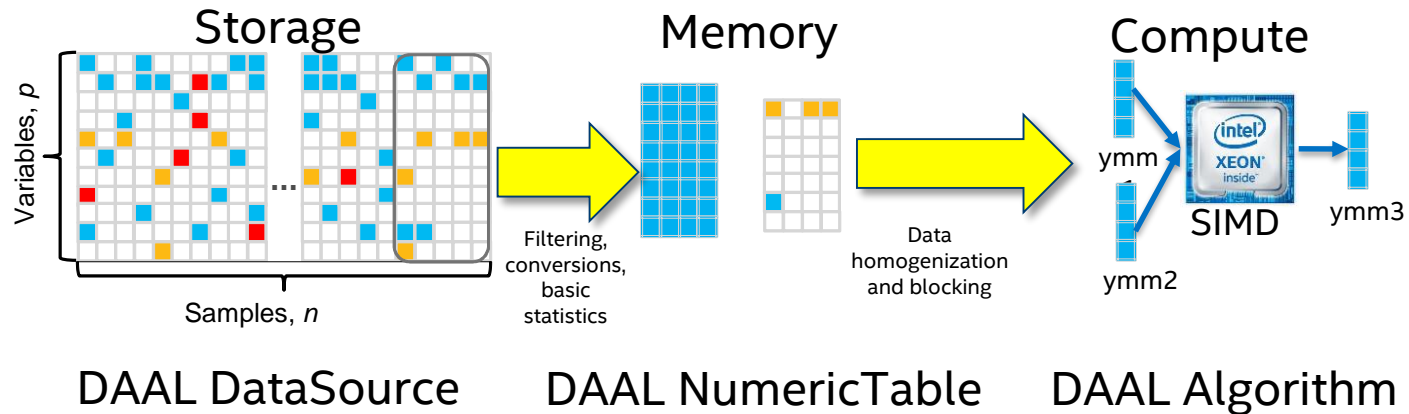 Storage
Memory
Compute
Variables, p
...
Samples, n
Filtering,
conversions,
basic
statistics
Data
homogenization
and blocking
ymm
ymm2
intel
XEON®
inside™
SIMD
ymm3
DAAL DataSource
DAAL NumericTable
DAAL Algorithm